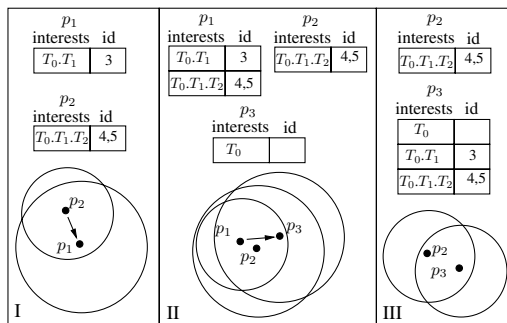 p₁
interests id
T₀.T₁ 3
p₂
interests id
T₀.T₁.T₂ 4,5
p₂
p₁
I
p₁ p₂
interests id interests id
T₀.T₁ 3 T₀.T₁.T₂ 4,5
T₀.T₁.T₂ 4,5
p₃
interests id
T₀
p₁ p₃
p₂
II
p₂
interests id
T₀.T₁.T₂ 4,5
p₃
interests id
T₀
T₀.T₁ 3
T₀.T₁.T₂ 4,5
p₂
p₃
III